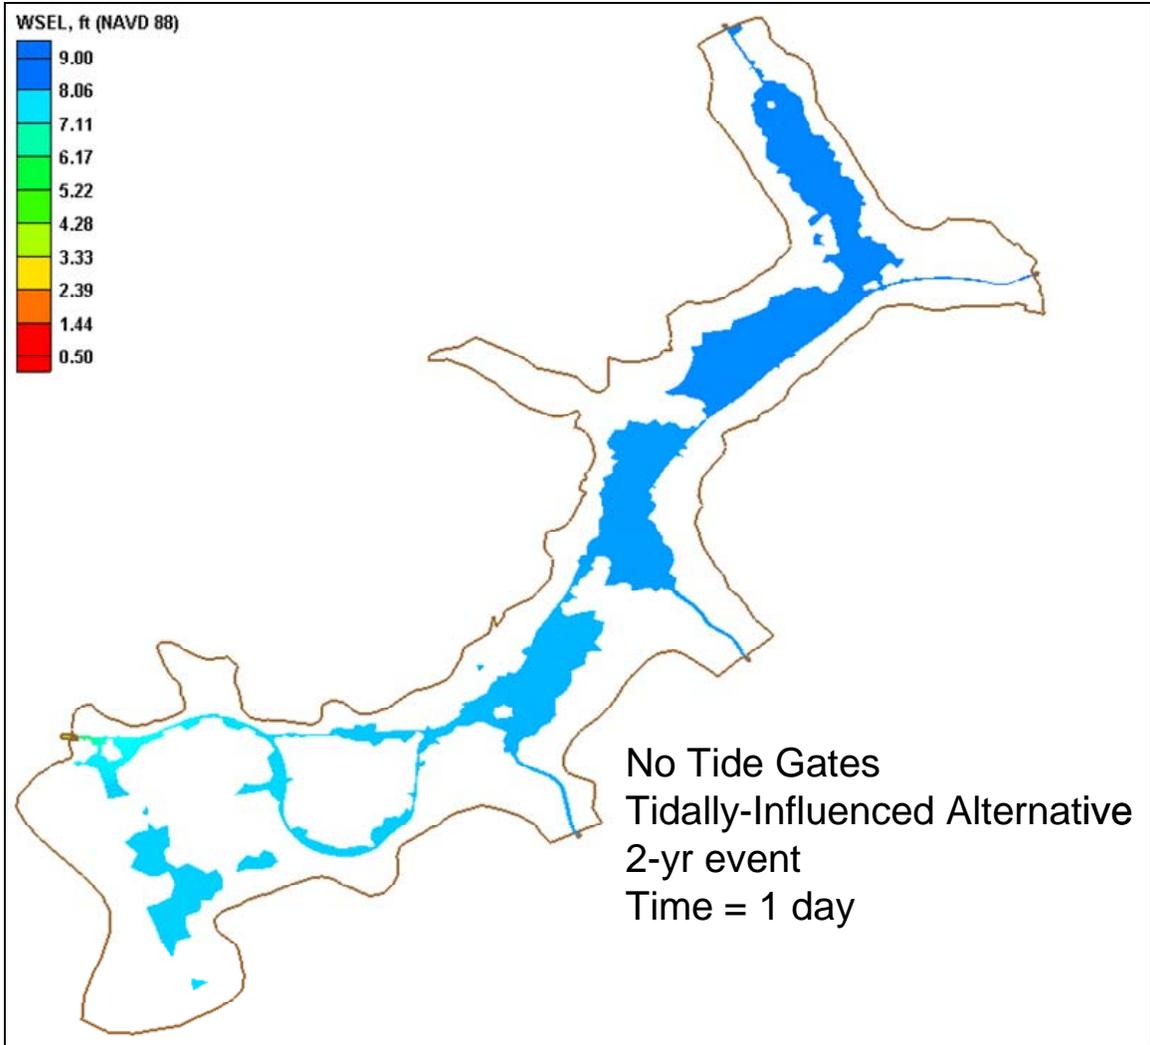 WSEL, ft (NAVD 88)
9.00
8.06
7.11
6.17
5.22
4.28
3.33
2.39
1.44
0.50
No Tide Gates
Tidally-Influenced Alternative
2-yr event
Time = 1 day